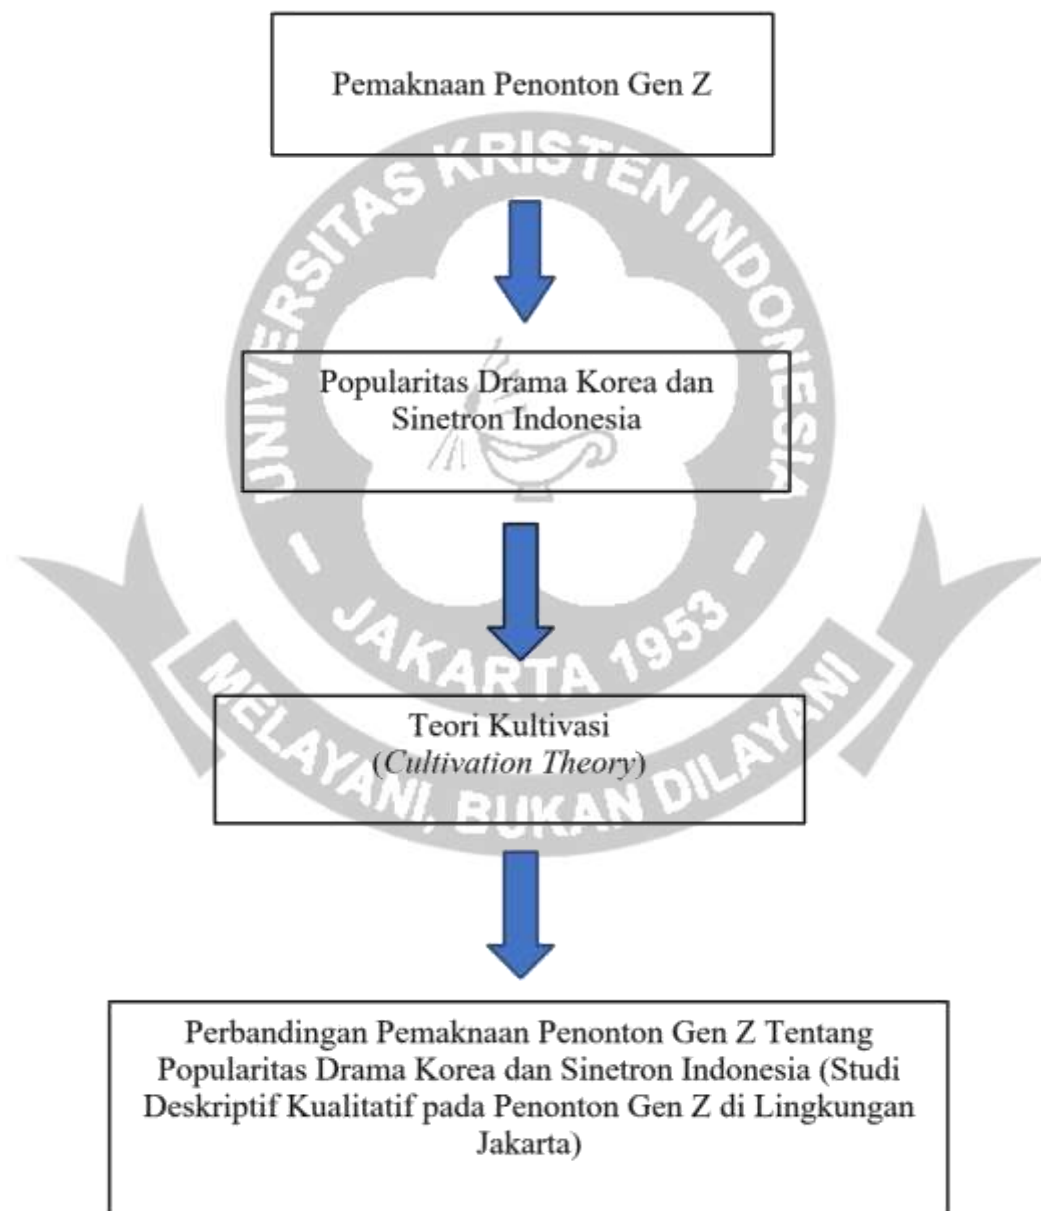 Pemaknaan Penonton Gen Z
UNIVERSITAS KRISTEN INDONESIA
Popularitas Drama Korea dan
Sinetron Indonesia
JAKARTA 1953
Teori Kultivasi
(Cultivation Theory)
MELAYANI, BUKAN DILAYANI
Perbandingan Pemaknaan Penonton Gen Z Tentang
Popularitas Drama Korea dan Sinetron Indonesia (Studi
Deskriptif Kualitatif pada Penonton Gen Z di Lingkungan
Jakarta)